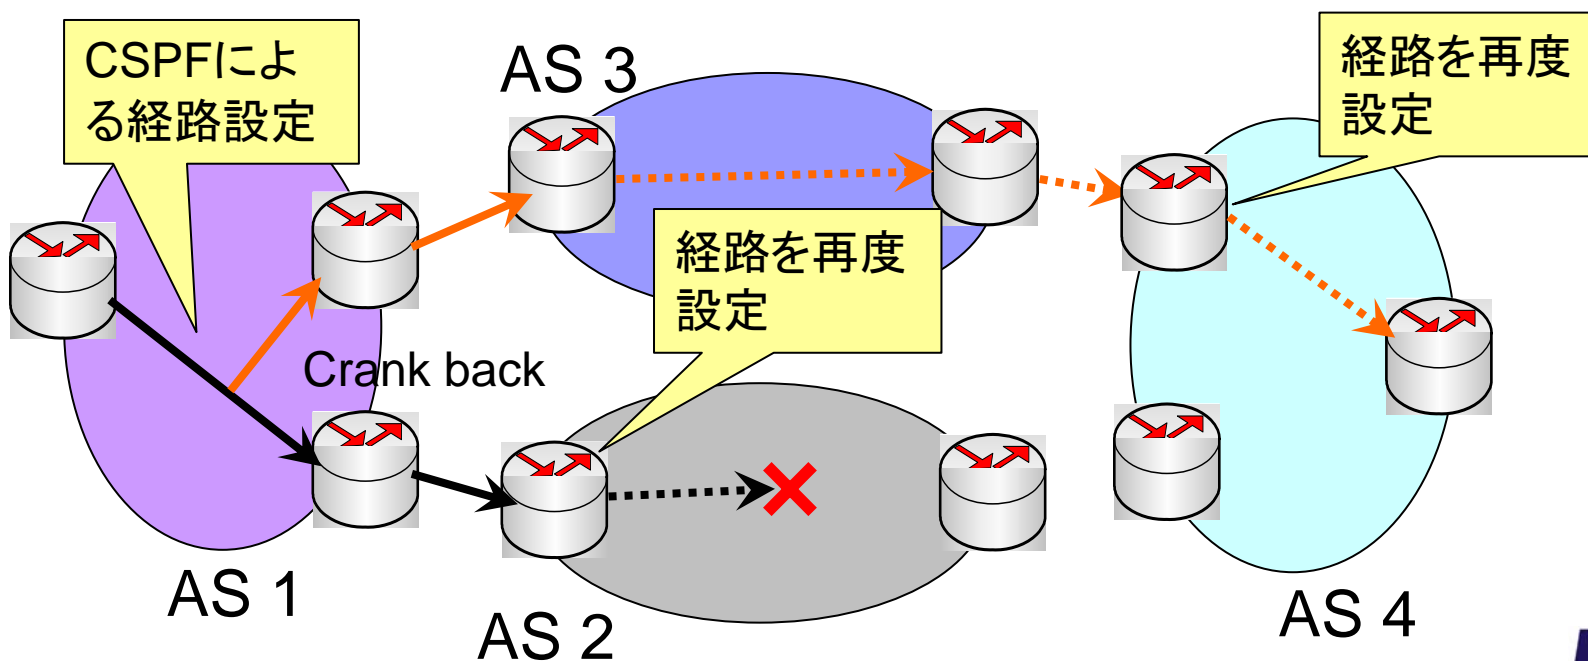 CSPFによ
る経路設定
AS 3
経路を再度
設定
経路を再度
設定
Crank back
AS 1
AS 2
AS 4